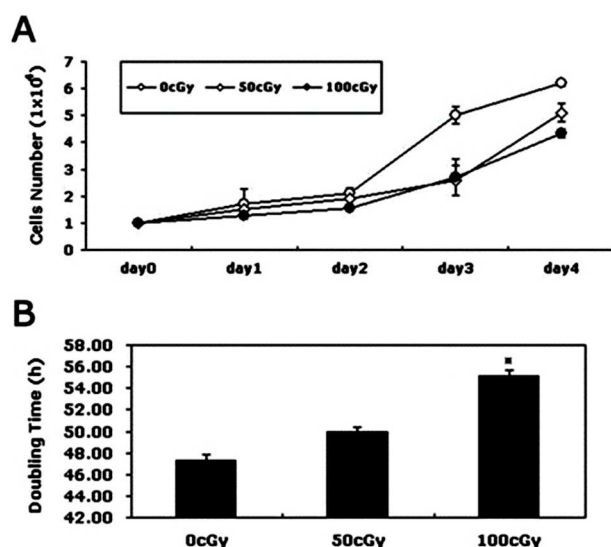 A
Cells Number (1×10⁴)
7
6
5
4
3
2
1
0
0cGy 50cGy 100cGy
day0 day1 day2 day3 day4
B
Doubling Time (h)
58.00
56.00
54.00
52.00
50.00
48.00
46.00
44.00
42.00
0cGy 50cGy 100cGy